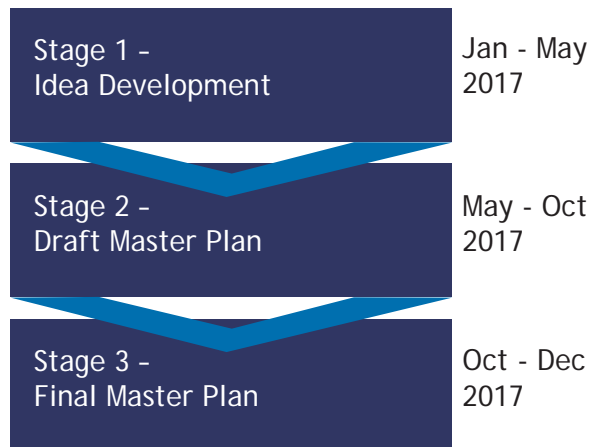 Stage 1 –
Idea Development
Jan - May
2017
Stage 2 –
Draft Master Plan
May - Oct
2017
Stage 3 –
Final Master Plan
Oct - Dec
2017